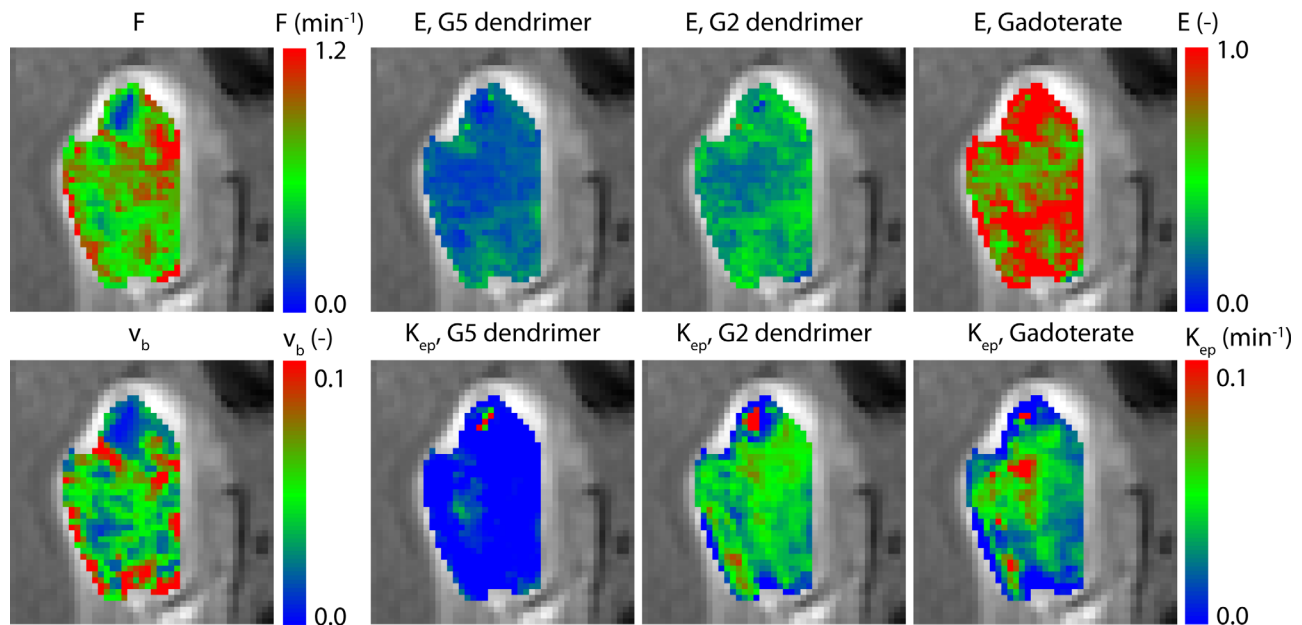 F
F (min⁻¹)
E, G5 dendrimer
E, G2 dendrimer
E, Gadoterate
E (-)
1.2
0.0
1.0
0.0
v_b
v_b (-)
K_ep, G5 dendrimer
K_ep, G2 dendrimer
K_ep, Gadoterate
K_ep (min⁻¹)
0.1
0.0
0.1
0.0